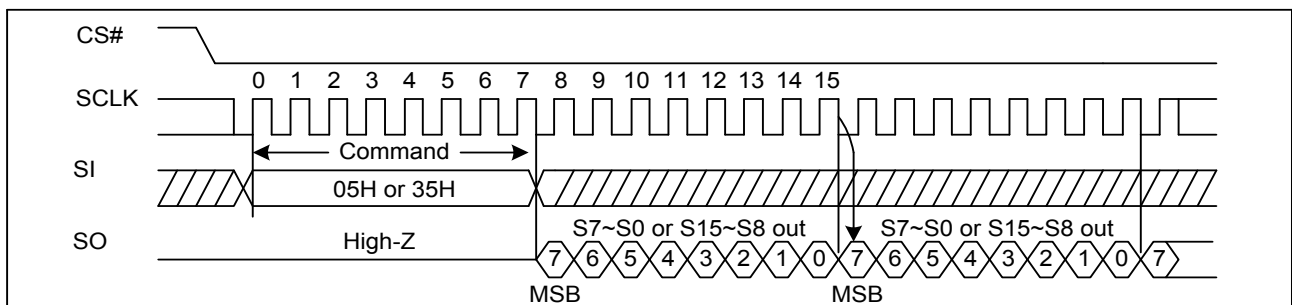 CS#
0 1 2 3 4 5 6 7 8 9 10 11 12 13 14 15
SCLK
Command
SI
05H or 35H
S7~S0 or S15~S8 out S7~S0 or S15~S8 out
SO High-Z
7 6 5 4 3 2 1 0 7 6 5 4 3 2 1 0 7
MSB MSB